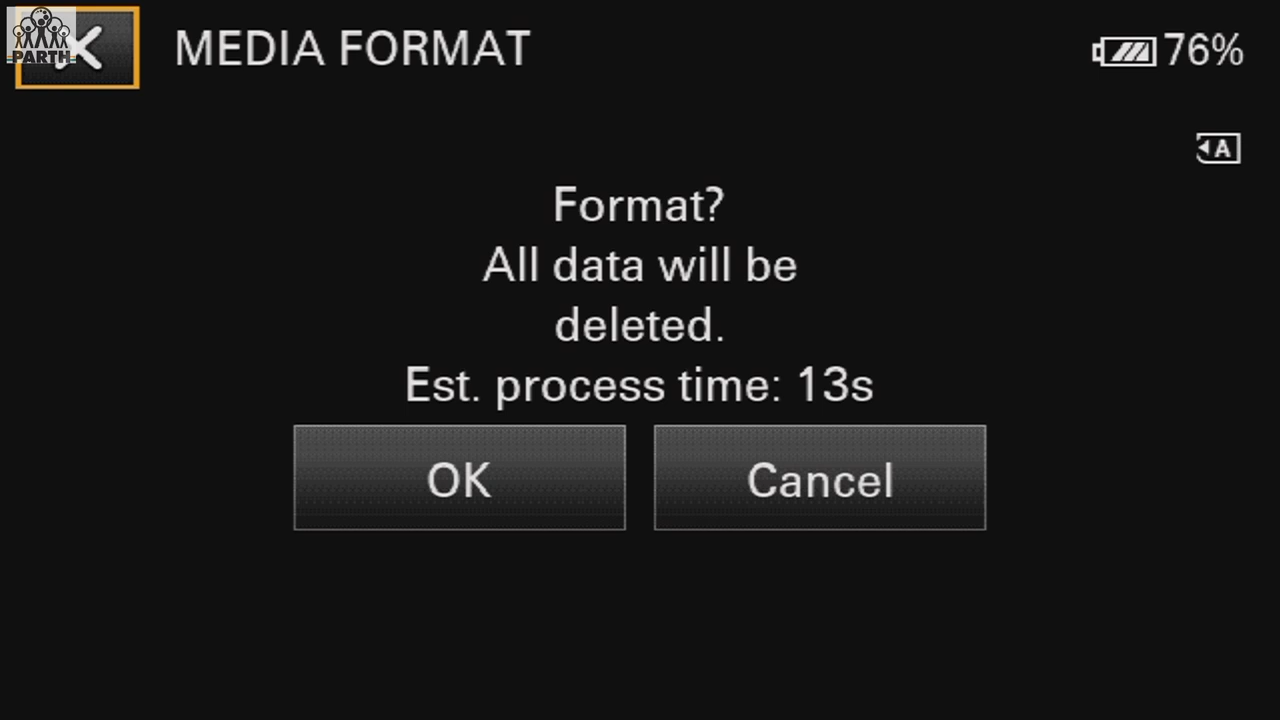 PARTH
MEDIA FORMAT
76%
A
Format?
All data will be
deleted.
Est. process time: 13s
OK
Cancel